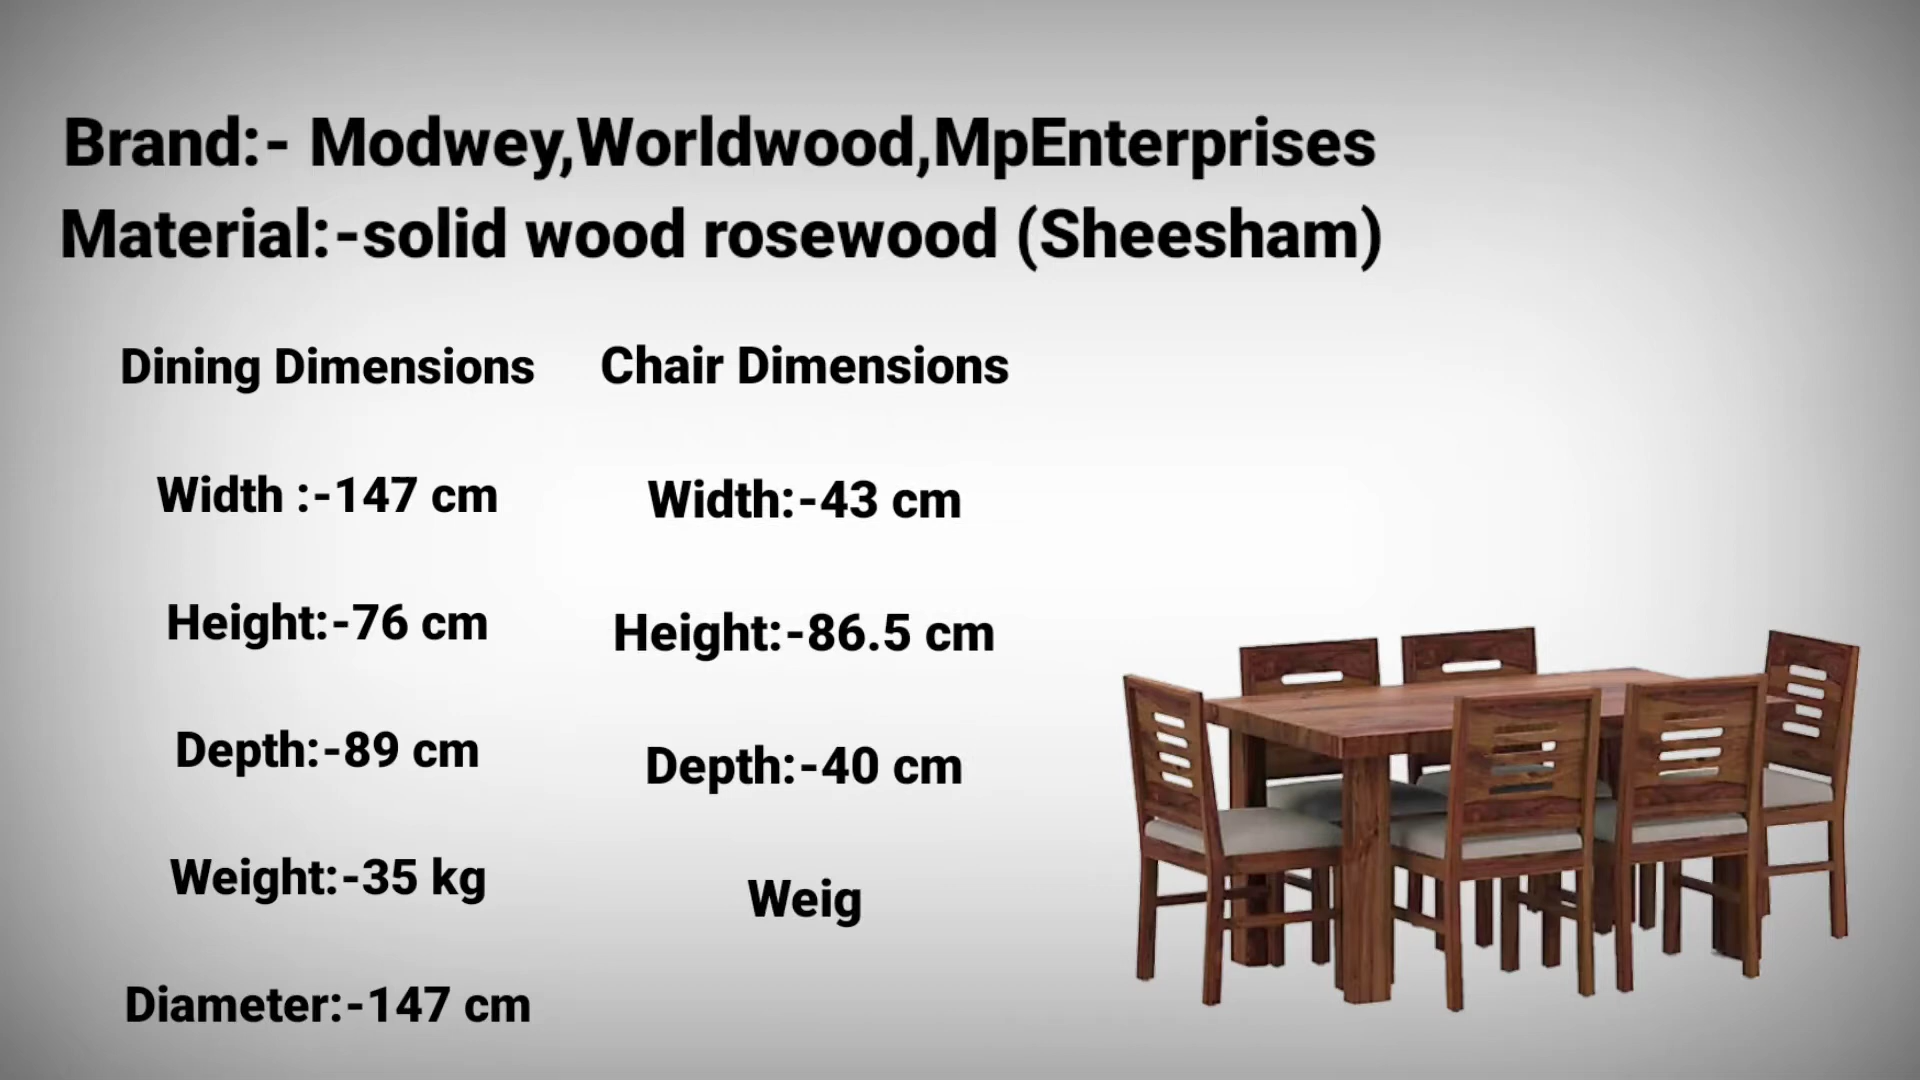 Brand:- Modwey,Worldwood,MpEnterprises
Material:-solid wood rosewood (Sheesham)
Dining Dimensions
Width :-147 cm
Height:-76 cm
Depth:-89 cm
Weight:-35 kg
Diameter:-147 cm
Chair Dimensions
Width:-43 cm
Height:-86.5 cm
Depth:-40 cm
Weig